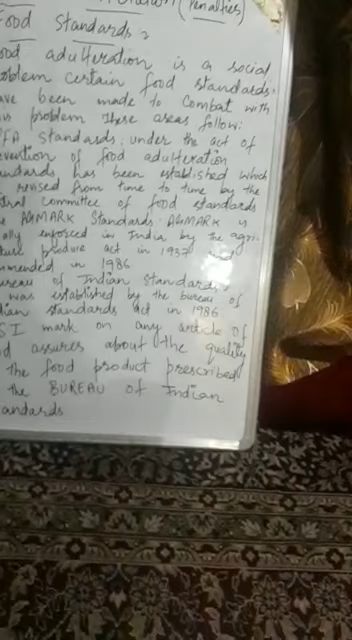 (Penalties)
Food Standards:
ood adulteration is a social
oblem certain food standards
ave been made to combat with
is problem these areas follow:
PFA Standards: under the act of
evention of food adulteration
andards has been established which
revised from time to time by the
tral committee of food standards
e AGMARK Standards: AGMARK is
ally enforced in India by the agri-
ture produce act in 1937 and
mmended in 1986
ureau of Indian Standards:
was established by the bureau of
dian standards act in 1986
SI mark on any article of
d assures about the quality
the food product prescribed
the BUREAU of Indian
andards